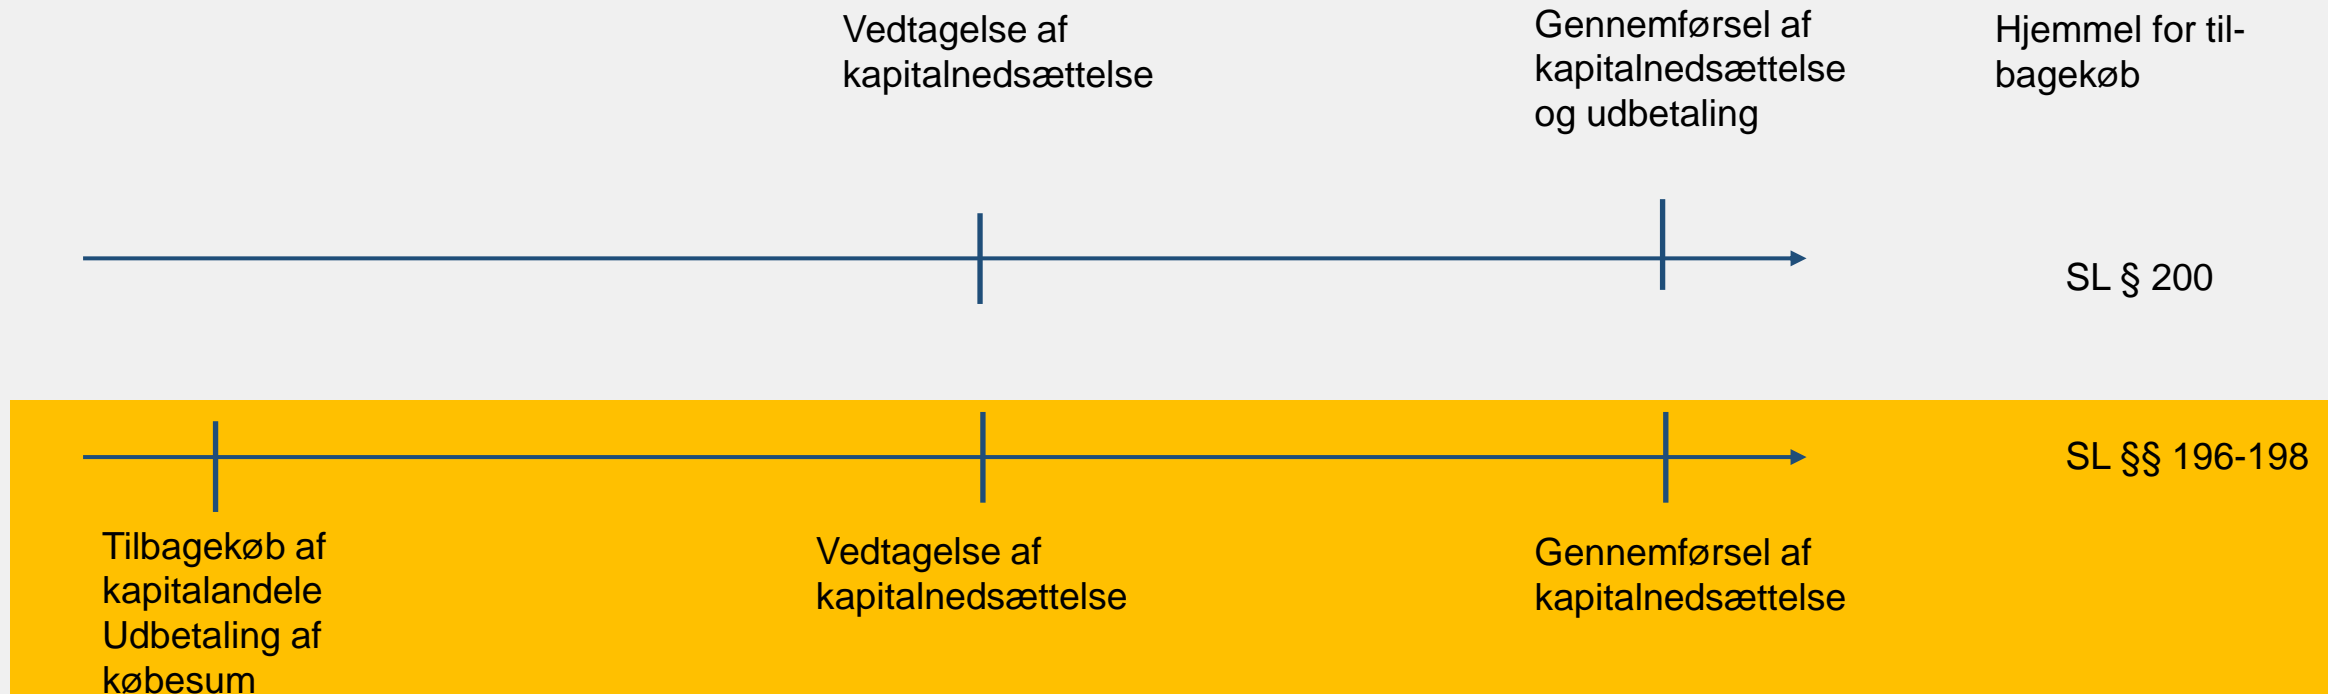 Vedtagelse af
kapitalnedsættelse
Gennemførsel af
kapitalnedsættelse
og udbetaling
Hjemmel for til-
bagekøb
SL § 200
SL §§ 196-198
Tilbagekøb af
kapitalandele
Udbetaling af
købesum
Vedtagelse af
kapitalnedsættelse
Gennemførsel af
kapitalnedsættelse